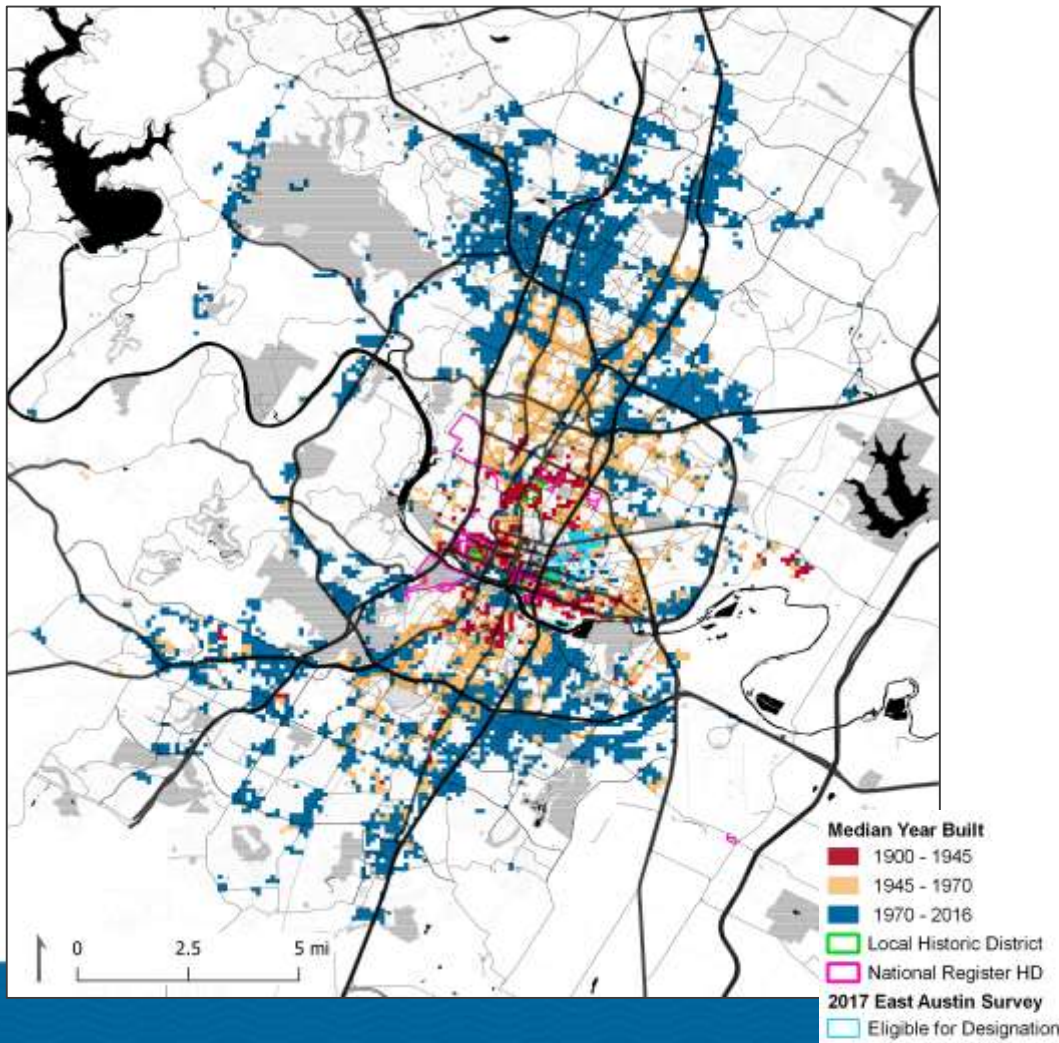 Median Year Built
1900 - 1945
1945 - 1970
1970 - 2016
Local Historic District
National Register HD
2017 East Austin Survey
Eligible for Designation
0 2.5 5 mi